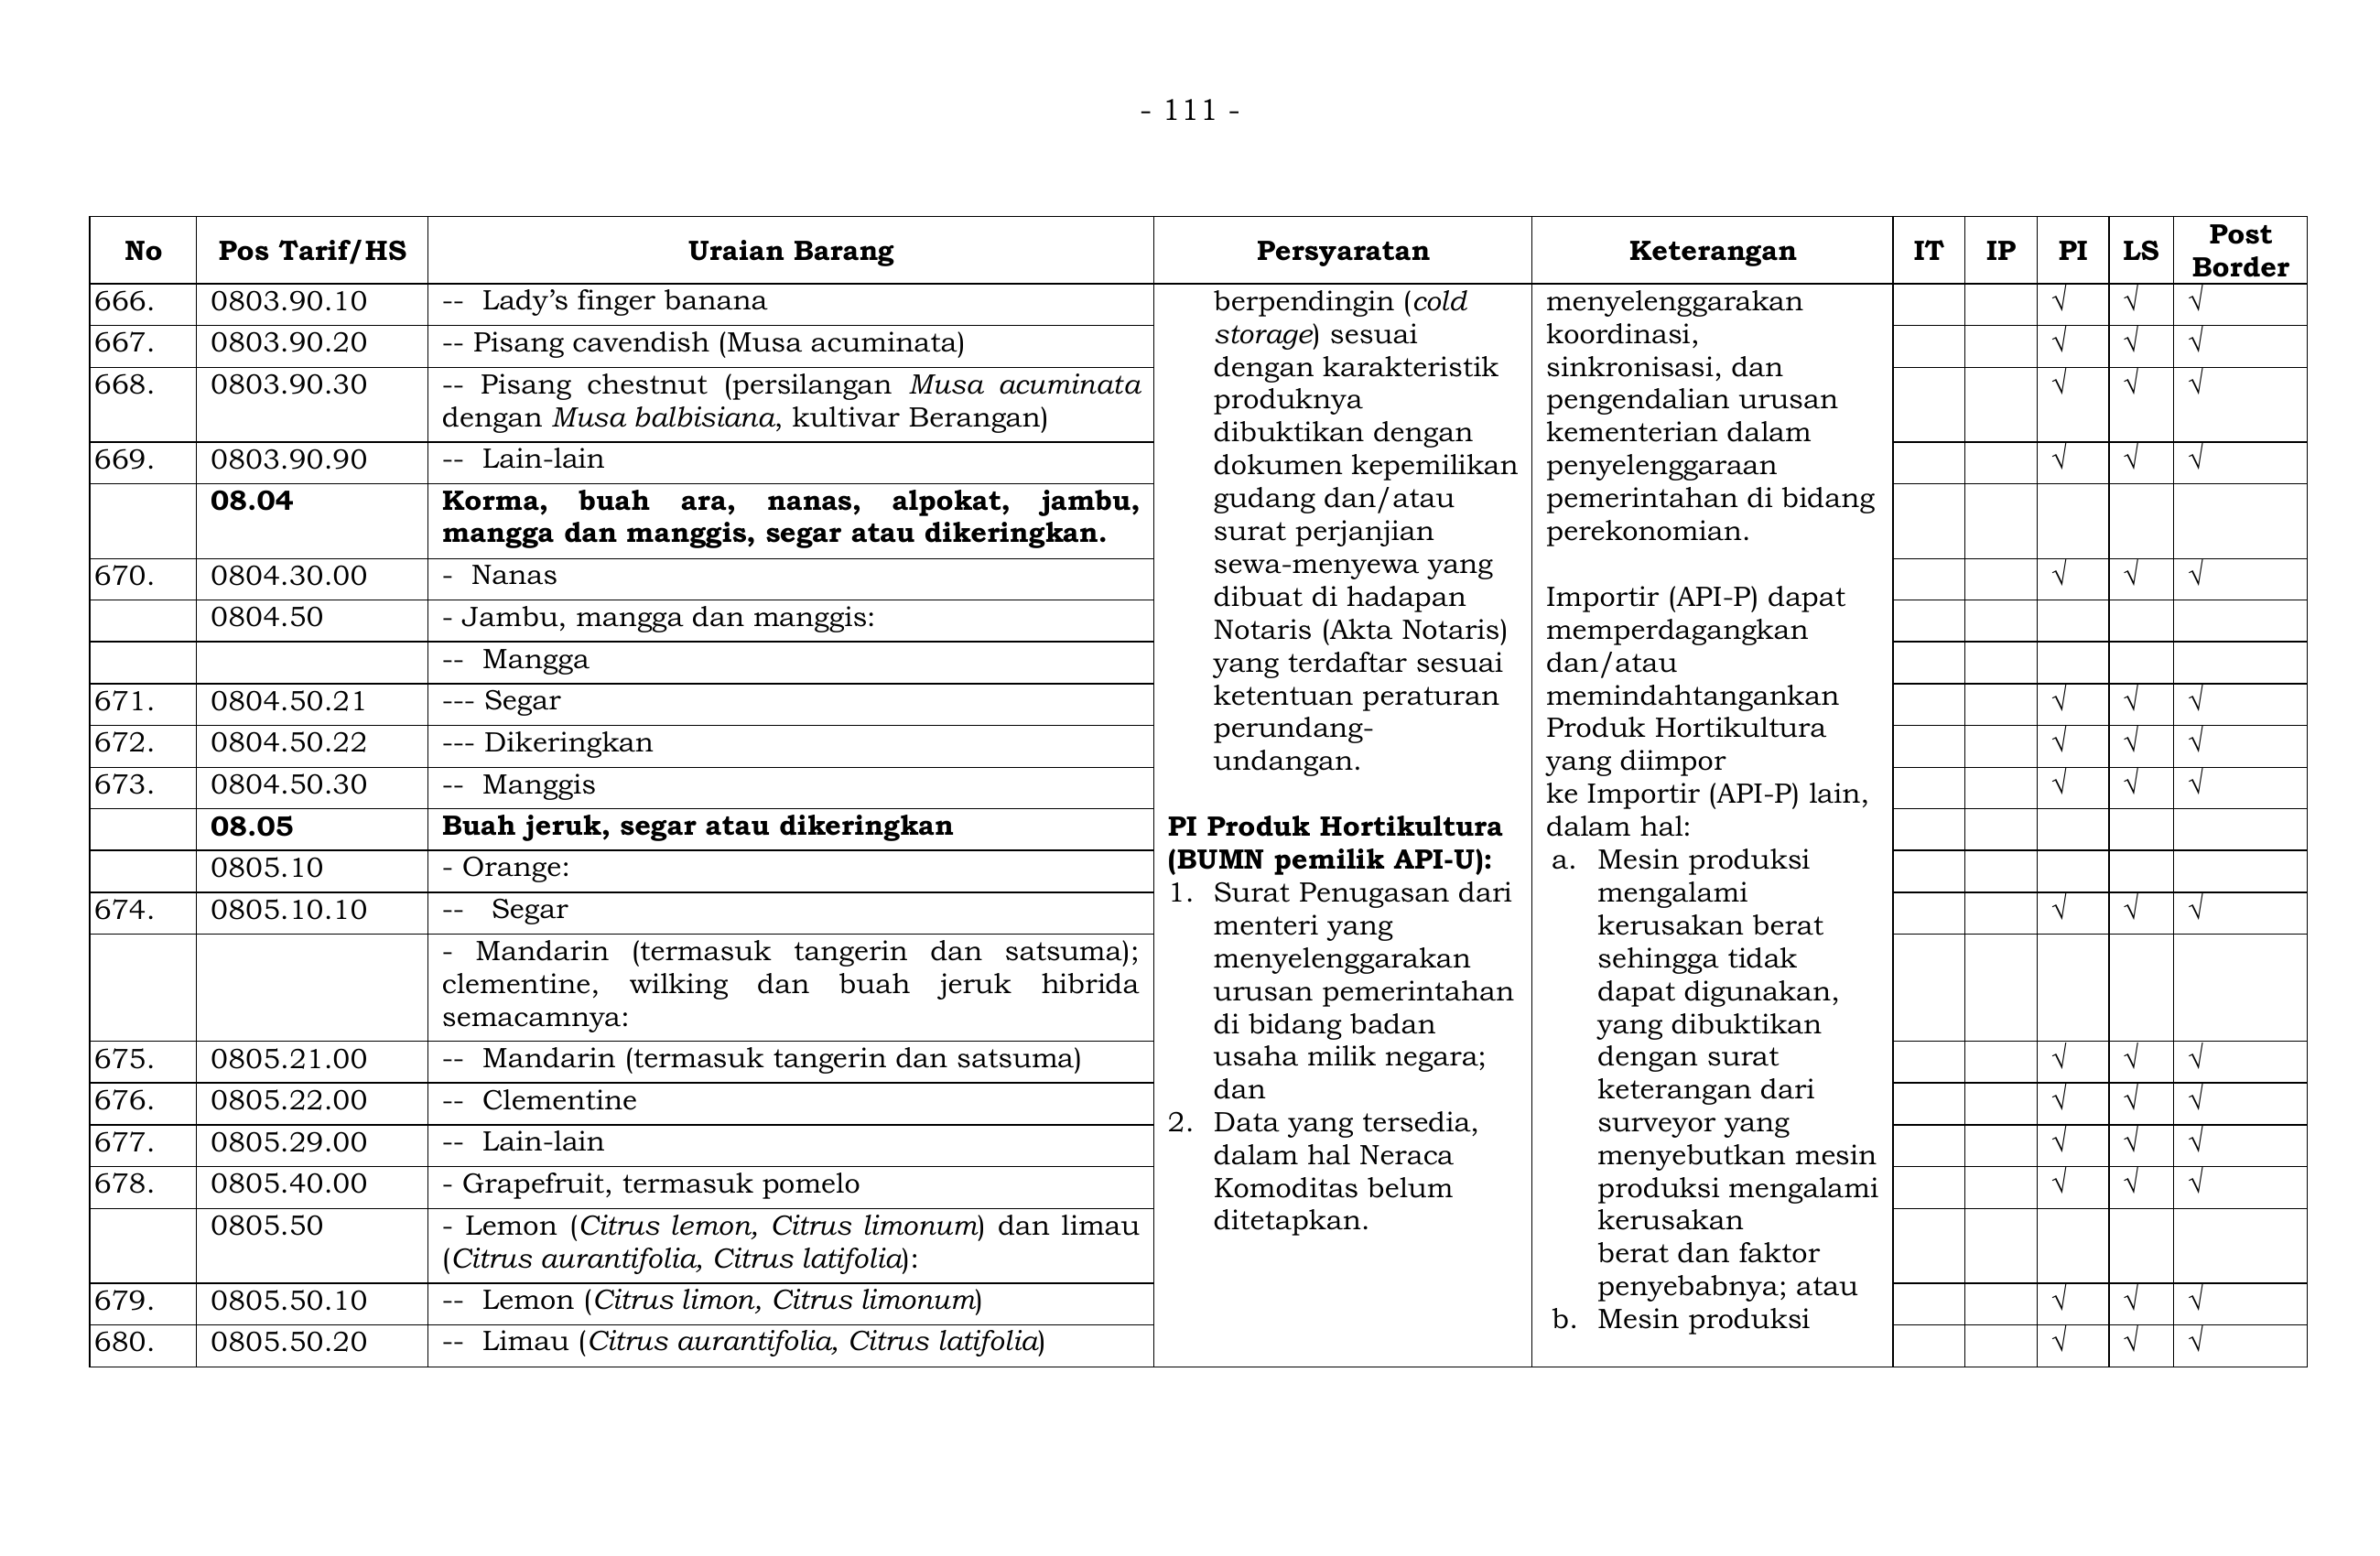 - 111 -
No Pos Tarif/HS Uraian Barang Persyaratan Keterangan IT IP PI LS Post Border
666. 0803.90.10 -- Lady’s finger banana √ √ √
667. 0803.90.20 -- Pisang cavendish (Musa acuminata) √ √ √
668. 0803.90.30 -- Pisang chestnut (persilangan Musa acuminata
dengan Musa balbisiana, kultivar Berangan) √ √ √
669. 0803.90.90 -- Lain-lain √ √ √
08.04 Korma, buah ara, nanas, alpokat, jambu,
mangga dan manggis, segar atau dikeringkan.
670. 0804.30.00 - Nanas √ √ √
0804.50 - Jambu, mangga dan manggis:
-- Mangga
671. 0804.50.21 --- Segar √ √ √
672. 0804.50.22 --- Dikeringkan √ √ √
673. 0804.50.30 -- Manggis √ √ √
08.05 Buah jeruk, segar atau dikeringkan
0805.10 - Orange:
674. 0805.10.10 -- Segar √ √ √
- Mandarin (termasuk tangerin dan satsuma);
clementine, wilking dan buah jeruk hibrida
semacamnya:
675. 0805.21.00 -- Mandarin (termasuk tangerin dan satsuma) √ √ √
676. 0805.22.00 -- Clementine √ √ √
677. 0805.29.00 -- Lain-lain √ √ √
678. 0805.40.00 - Grapefruit, termasuk pomelo √ √ √
0805.50 - Lemon (Citrus lemon, Citrus limonum) dan limau
(Citrus aurantifolia, Citrus latifolia):
679. 0805.50.10 -- Lemon (Citrus limon, Citrus limonum) √ √ √
680. 0805.50.20 -- Limau (Citrus aurantifolia, Citrus latifolia) √ √ √
berpendingin (cold
storage) sesuai
dengan karakteristik
produknya
dibuktikan dengan
dokumen kepemilikan
gudang dan/atau
surat perjanjian
sewa-menyewa yang
dibuat di hadapan
Notaris (Akta Notaris)
yang terdaftar sesuai
ketentuan peraturan
perundang-
undangan.
PI Produk Hortikultura
(BUMN pemilik API-U):
1. Surat Penugasan dari
menteri yang
menyelenggarakan
urusan pemerintahan
di bidang badan
usaha milik negara;
dan
2. Data yang tersedia,
dalam hal Neraca
Komoditas belum
ditetapkan.
menyelenggarakan
koordinasi,
sinkronisasi, dan
pengendalian urusan
kementerian dalam
penyelenggaraan
pemerintahan di bidang
perekonomian.
Importir (API-P) dapat
memperdagangkan
dan/atau
memindahtangankan
Produk Hortikultura
yang diimpor
ke Importir (API-P) lain,
dalam hal:
a. Mesin produksi
mengalami
kerusakan berat
sehingga tidak
dapat digunakan,
yang dibuktikan
dengan surat
keterangan dari
surveyor yang
menyebutkan mesin
produksi mengalami
kerusakan
berat dan faktor
penyebabnya; atau
b. Mesin produksi